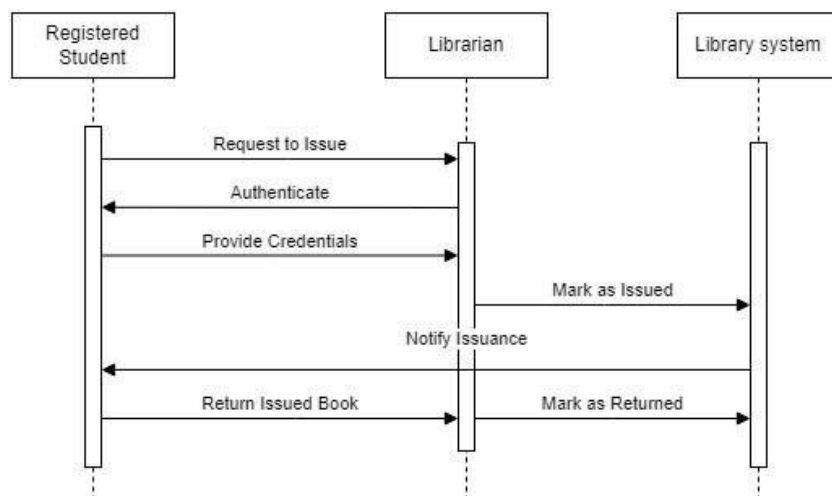 Registered
Student
Librarian
Library system
Request to Issue
Authenticate
Provide Credentials
Mark as Issued
Notify Issuance
Return Issued Book
Mark as Returned